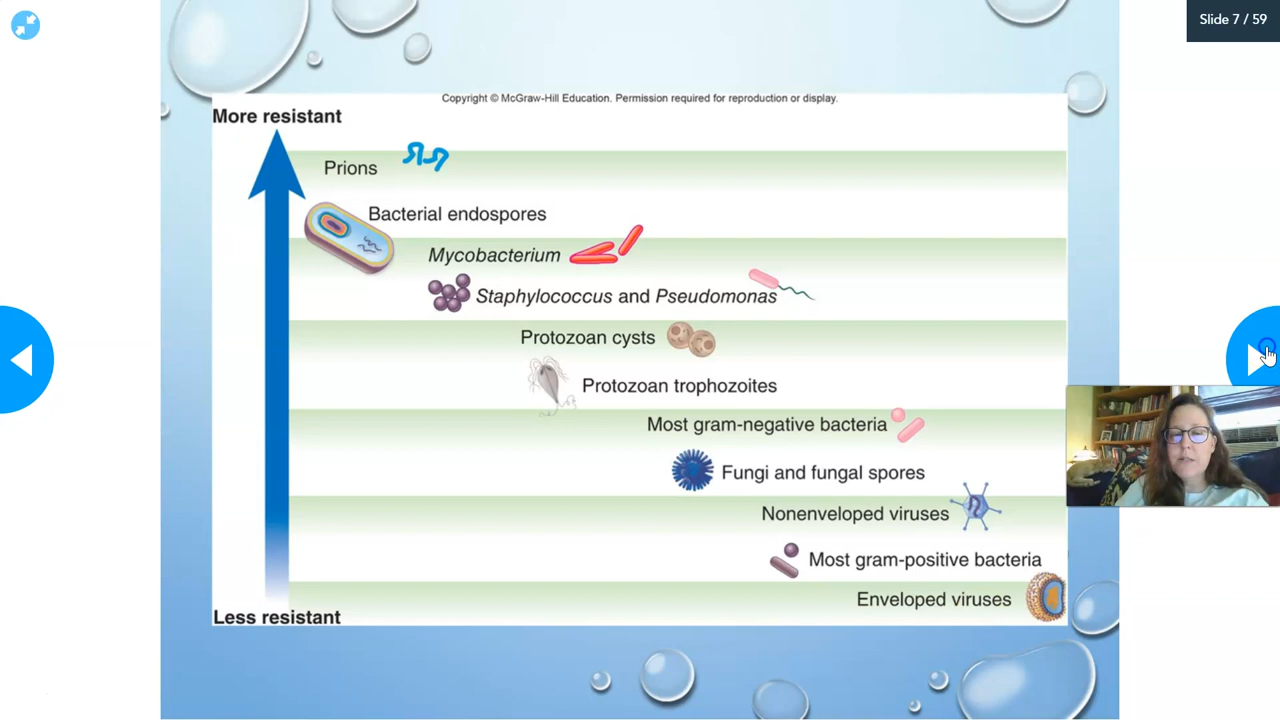 Slide 7 / 59
Copyright © McGraw-Hill Education. Permission required for reproduction or display.
More resistant
Prions
Bacterial endospores
Mycobacterium
Staphylococcus and Pseudomonas
Protozoan cysts
Protozoan trophozoites
Most gram-negative bacteria
Fungi and fungal spores
Nonenveloped viruses
Most gram-positive bacteria
Enveloped viruses
Less resistant